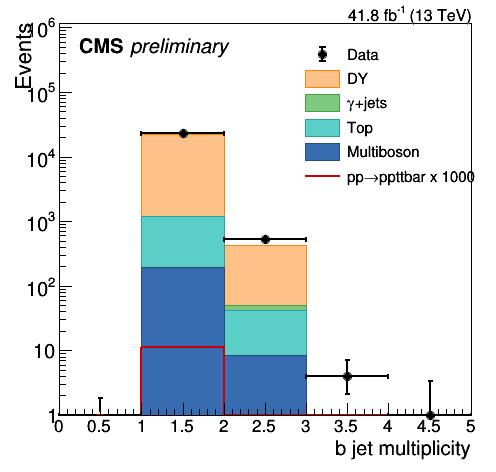 41.8 fb⁻¹ (13 TeV)
CMS preliminary
Events
Data
DY
γ+jets
Top
Multiboson
pp→ppttbar x 1000
10⁶
10⁵
10⁴
10³
10²
10
1
0 0.5 1 1.5 2 2.5 3 3.5 4 4.5 5
b jet multiplicity